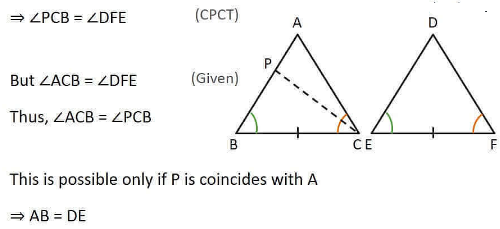 ⇒ ∠PCB = ∠DFE (CPCT)
A
D
P
But ∠ACB = ∠DFE (Given)
Thus, ∠ACB = ∠PCB
B
C
E
F
This is possible only if P is coincides with A
⇒ AB = DE